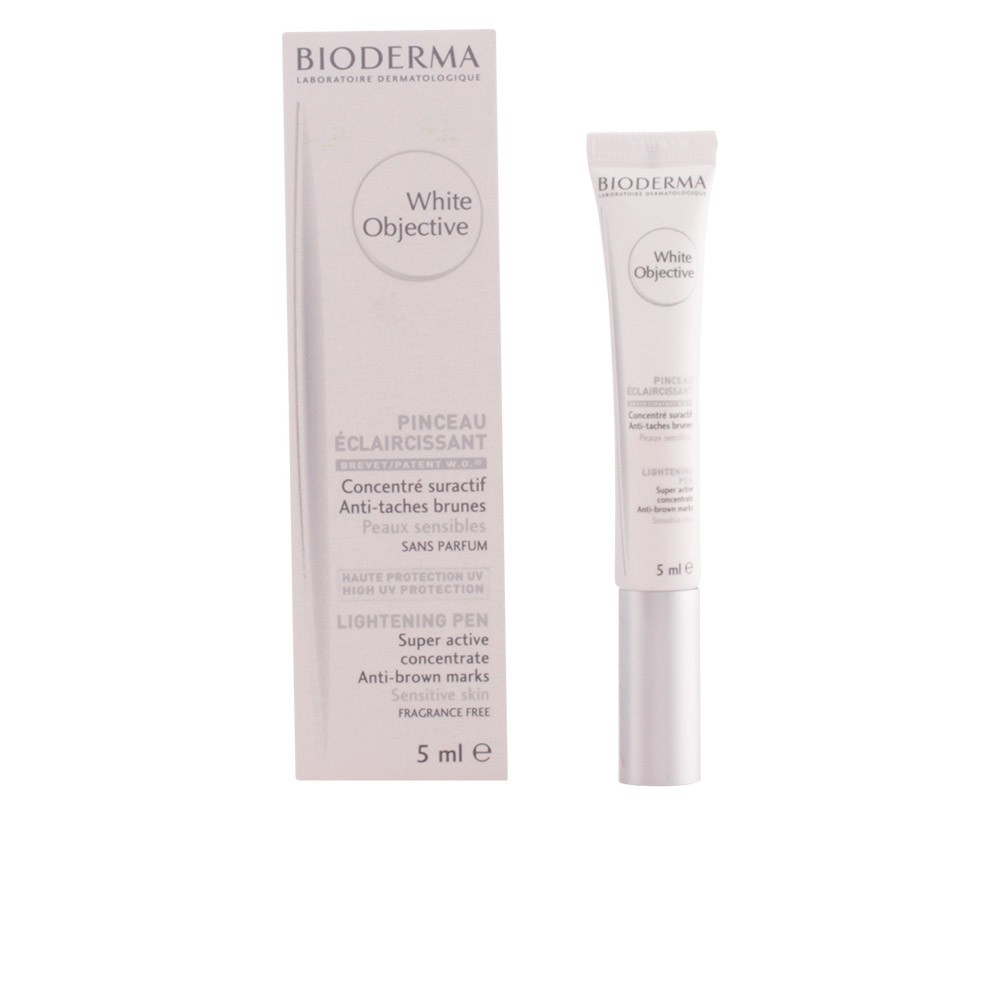 BIODERMA
LABORATOIRE DERMATOLOGIQUE
White
Objective
PINCEAU
ÉCLAIRCISSANT
BREVET/PATENT W.O.
Concentré suractif
Anti-taches brunes
Peaux sensibles
SANS PARFUM
HAUTE PROTECTION UV
HIGH UV PROTECTION
LIGHTENING PEN
Super active
concentrate
Anti-brown marks
Sensitive skin
FRAGRANCE FREE
5 ml ℮
BIODERMA
LABORATOIRE DERMATOLOGIQUE
White
Objective
PINCEAU
ÉCLAIRCISSANT
Concentré suractif
Anti-taches brunes
Peaux sensibles
LIGHTENING
PEN
Super active
concentrate
Anti-brown marks
Sensitive
5 ml ℮